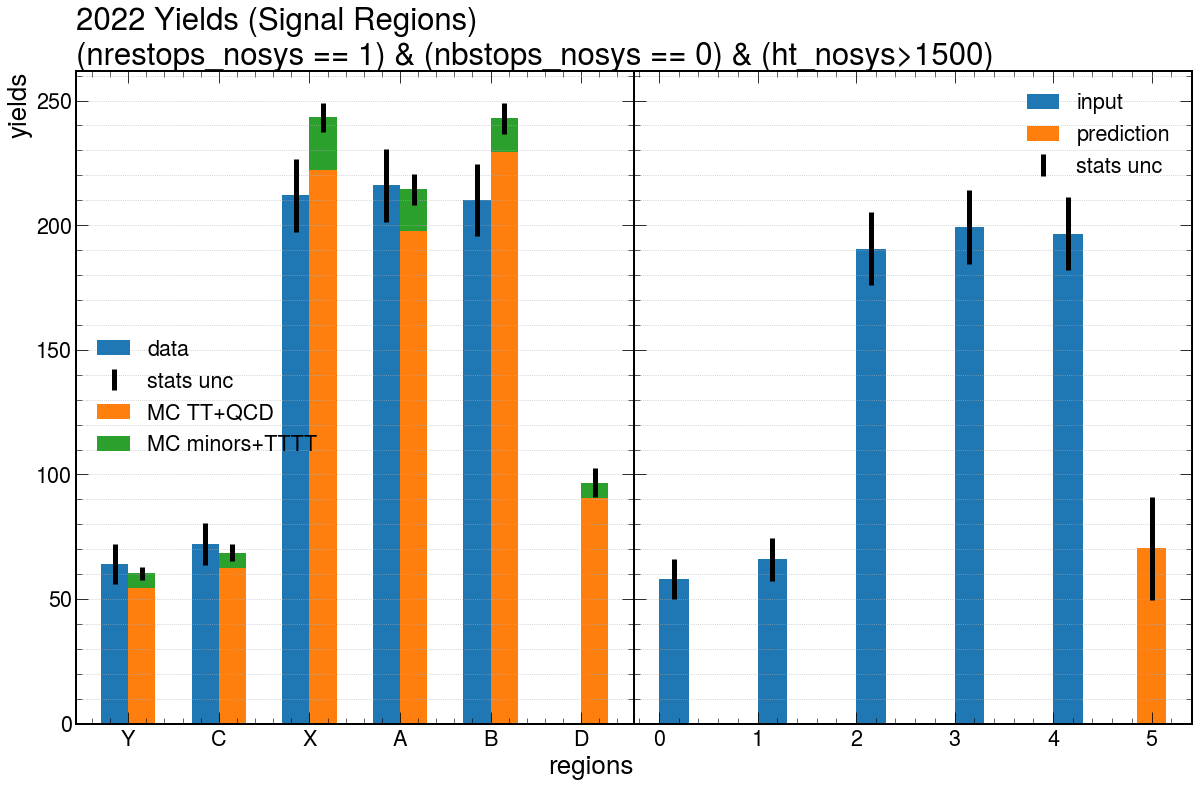 2022 Yields (Signal Regions)
(nrestops_nosys == 1) & (nbstops_nosys == 0) & (ht_nosys>1500)
yields
250
200
150
100
50
0
data
stats unc
MC TT+QCD
MC minors+TTTT
input
prediction
stats unc
Y C X A B D 0 1 2 3 4 5
regions